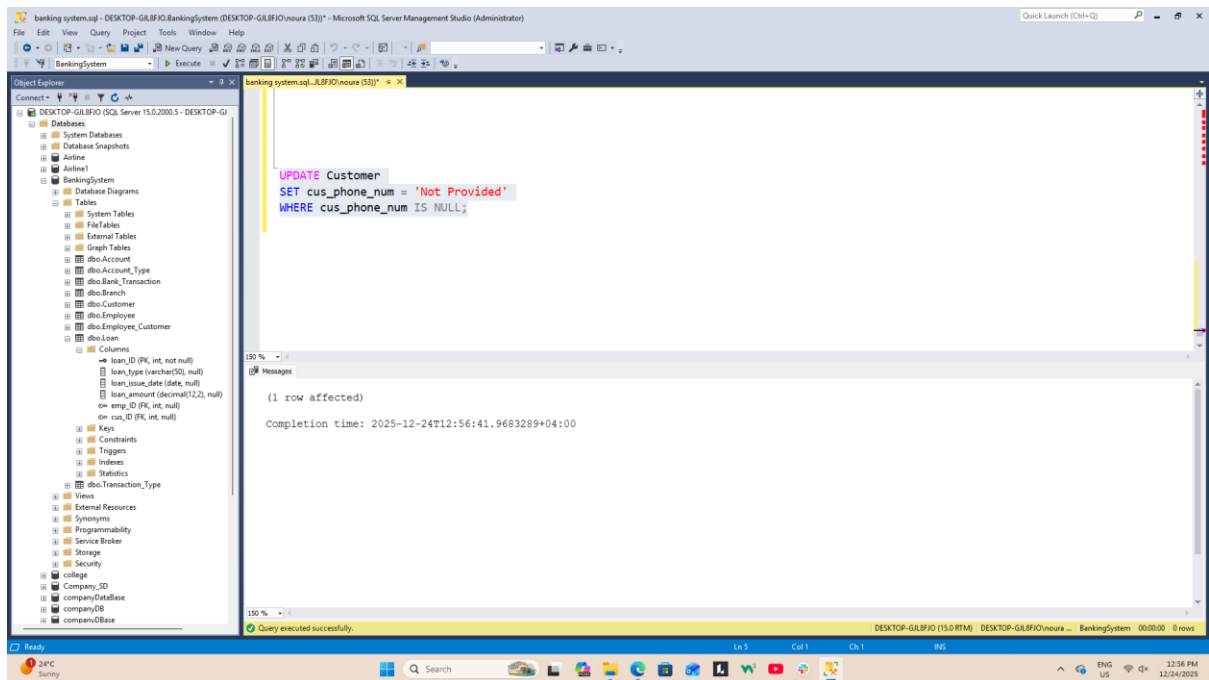 banking system.sql - DESKTOP-GJL8FJO.BankingSystem (DESKTOP-GJL8FJO\noura (53))* - Microsoft SQL Server Management Studio (Administrator)
Quick Launch (Ctrl+Q)
File Edit View Query Project Tools Window Help
New Query
BankingSystem
Execute
Object Explorer
banking system.sql...JL8FJO\noura (53))*
Connect
DESKTOP-GJL8FJO (SQL Server 15.0.2000.5 - DESKTOP-GJ
Databases
System Databases
Database Snapshots
Airline
Airline1
BankingSystem
Database Diagrams
Tables
System Tables
FileTables
External Tables
Graph Tables
dbo.Account
dbo.Account_Type
dbo.Bank_Transaction
dbo.Branch
dbo.Customer
dbo.Employee
dbo.Employee_Customer
dbo.Loan
Columns
loan_ID (PK, int, not null)
loan_type (varchar(50), null)
loan_issue_date (date, null)
loan_amount (decimal(12,2), null)
emp_ID (FK, int, null)
cus_ID (FK, int, null)
Keys
Constraints
Triggers
Indexes
Statistics
dbo.Transaction_Type
Views
External Resources
Synonyms
Programmability
Service Broker
Storage
Security
college
Company_SD
companyDataBase
companyDB
companyDBase
UPDATE Customer
SET cus_phone_num = 'Not Provided'
WHERE cus_phone_num IS NULL;
150 %
Messages
(1 row affected)
Completion time: 2025-12-24T12:56:41.9683289+04:00
150 %
Query executed successfully.
DESKTOP-GJL8FJO (15.0 RTM) DESKTOP-GJL8FJO\noura ... BankingSystem 00:00:00 0 rows
Ready
Ln 5 Col 1 Ch 1 INS
1
24°C
Sunny
Search
ENG
US
12:56 PM
12/24/2025